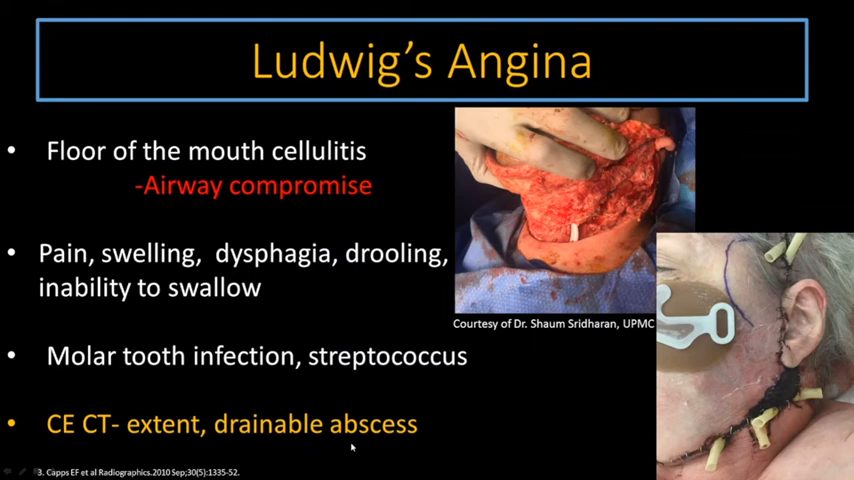 Ludwig's Angina
• Floor of the mouth cellulitis
-Airway compromise
• Pain, swelling, dysphagia, drooling,
inability to swallow
• Molar tooth infection, streptococcus
• CE CT- extent, drainable abscess
Courtesy of Dr. Shaum Sridharan, UPMC
3. Capps EF et al Radiographics.2010 Sep;30(5):1335-52.